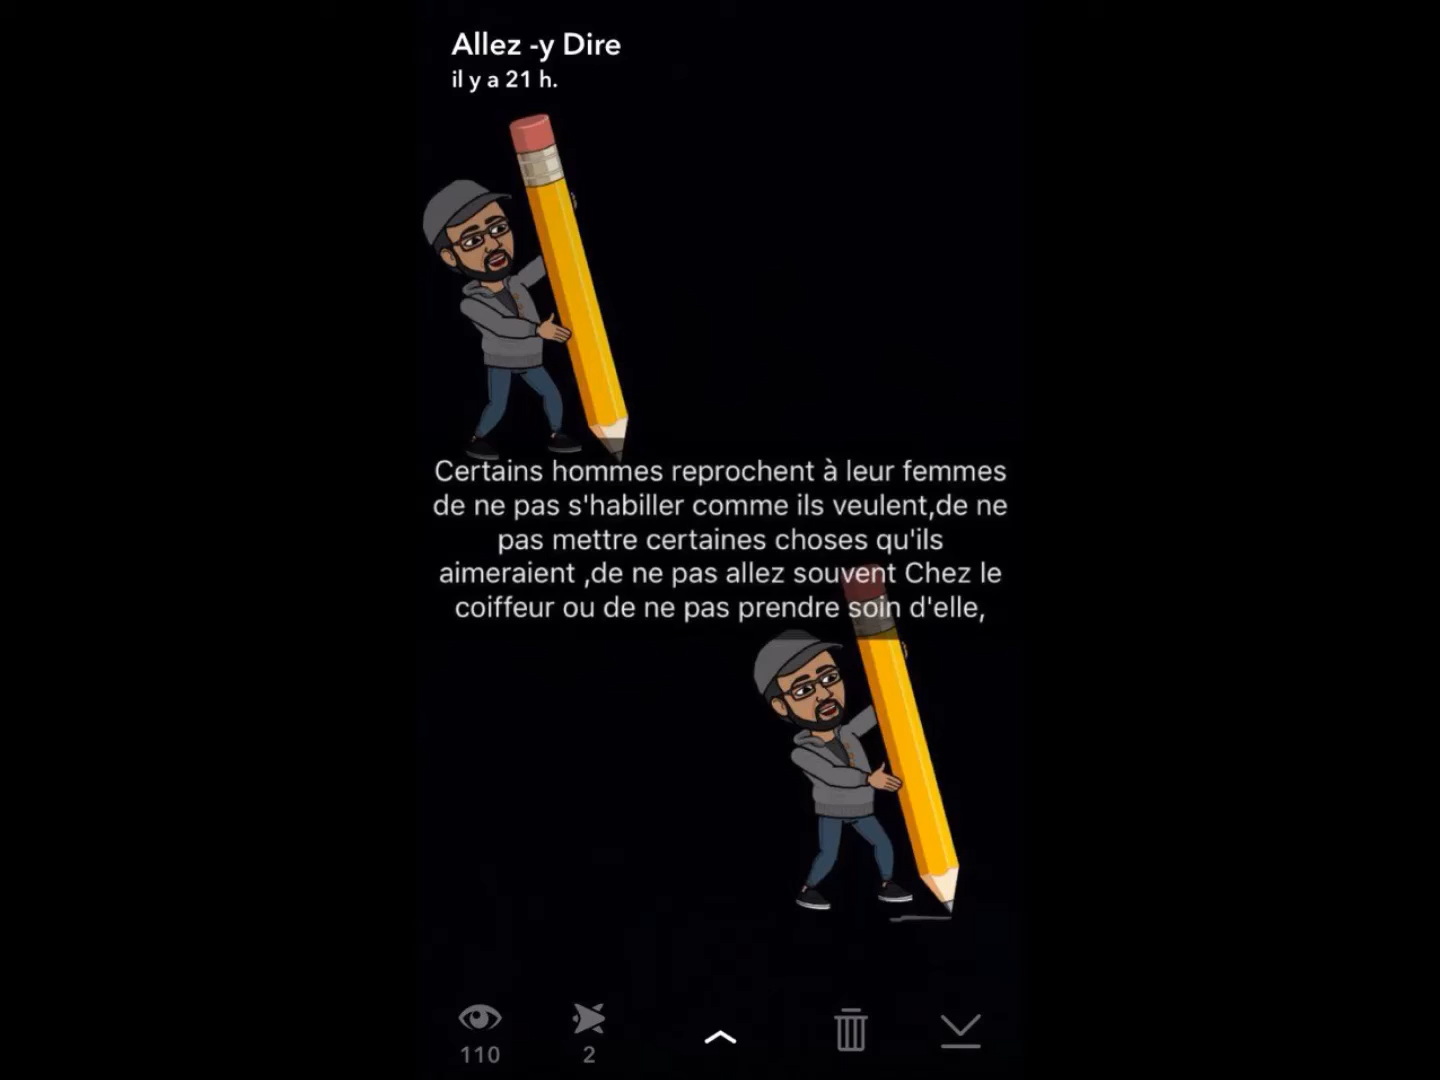 Allez -y Dire
il y a 21 h.
Certains hommes reprochent à leur femmes
de ne pas s'habiller comme ils veulent,de ne
pas mettre certaines choses qu'ils
aimeraient ,de ne pas allez souvent Chez le
coiffeur ou de ne pas prendre soin d'elle,
110
2